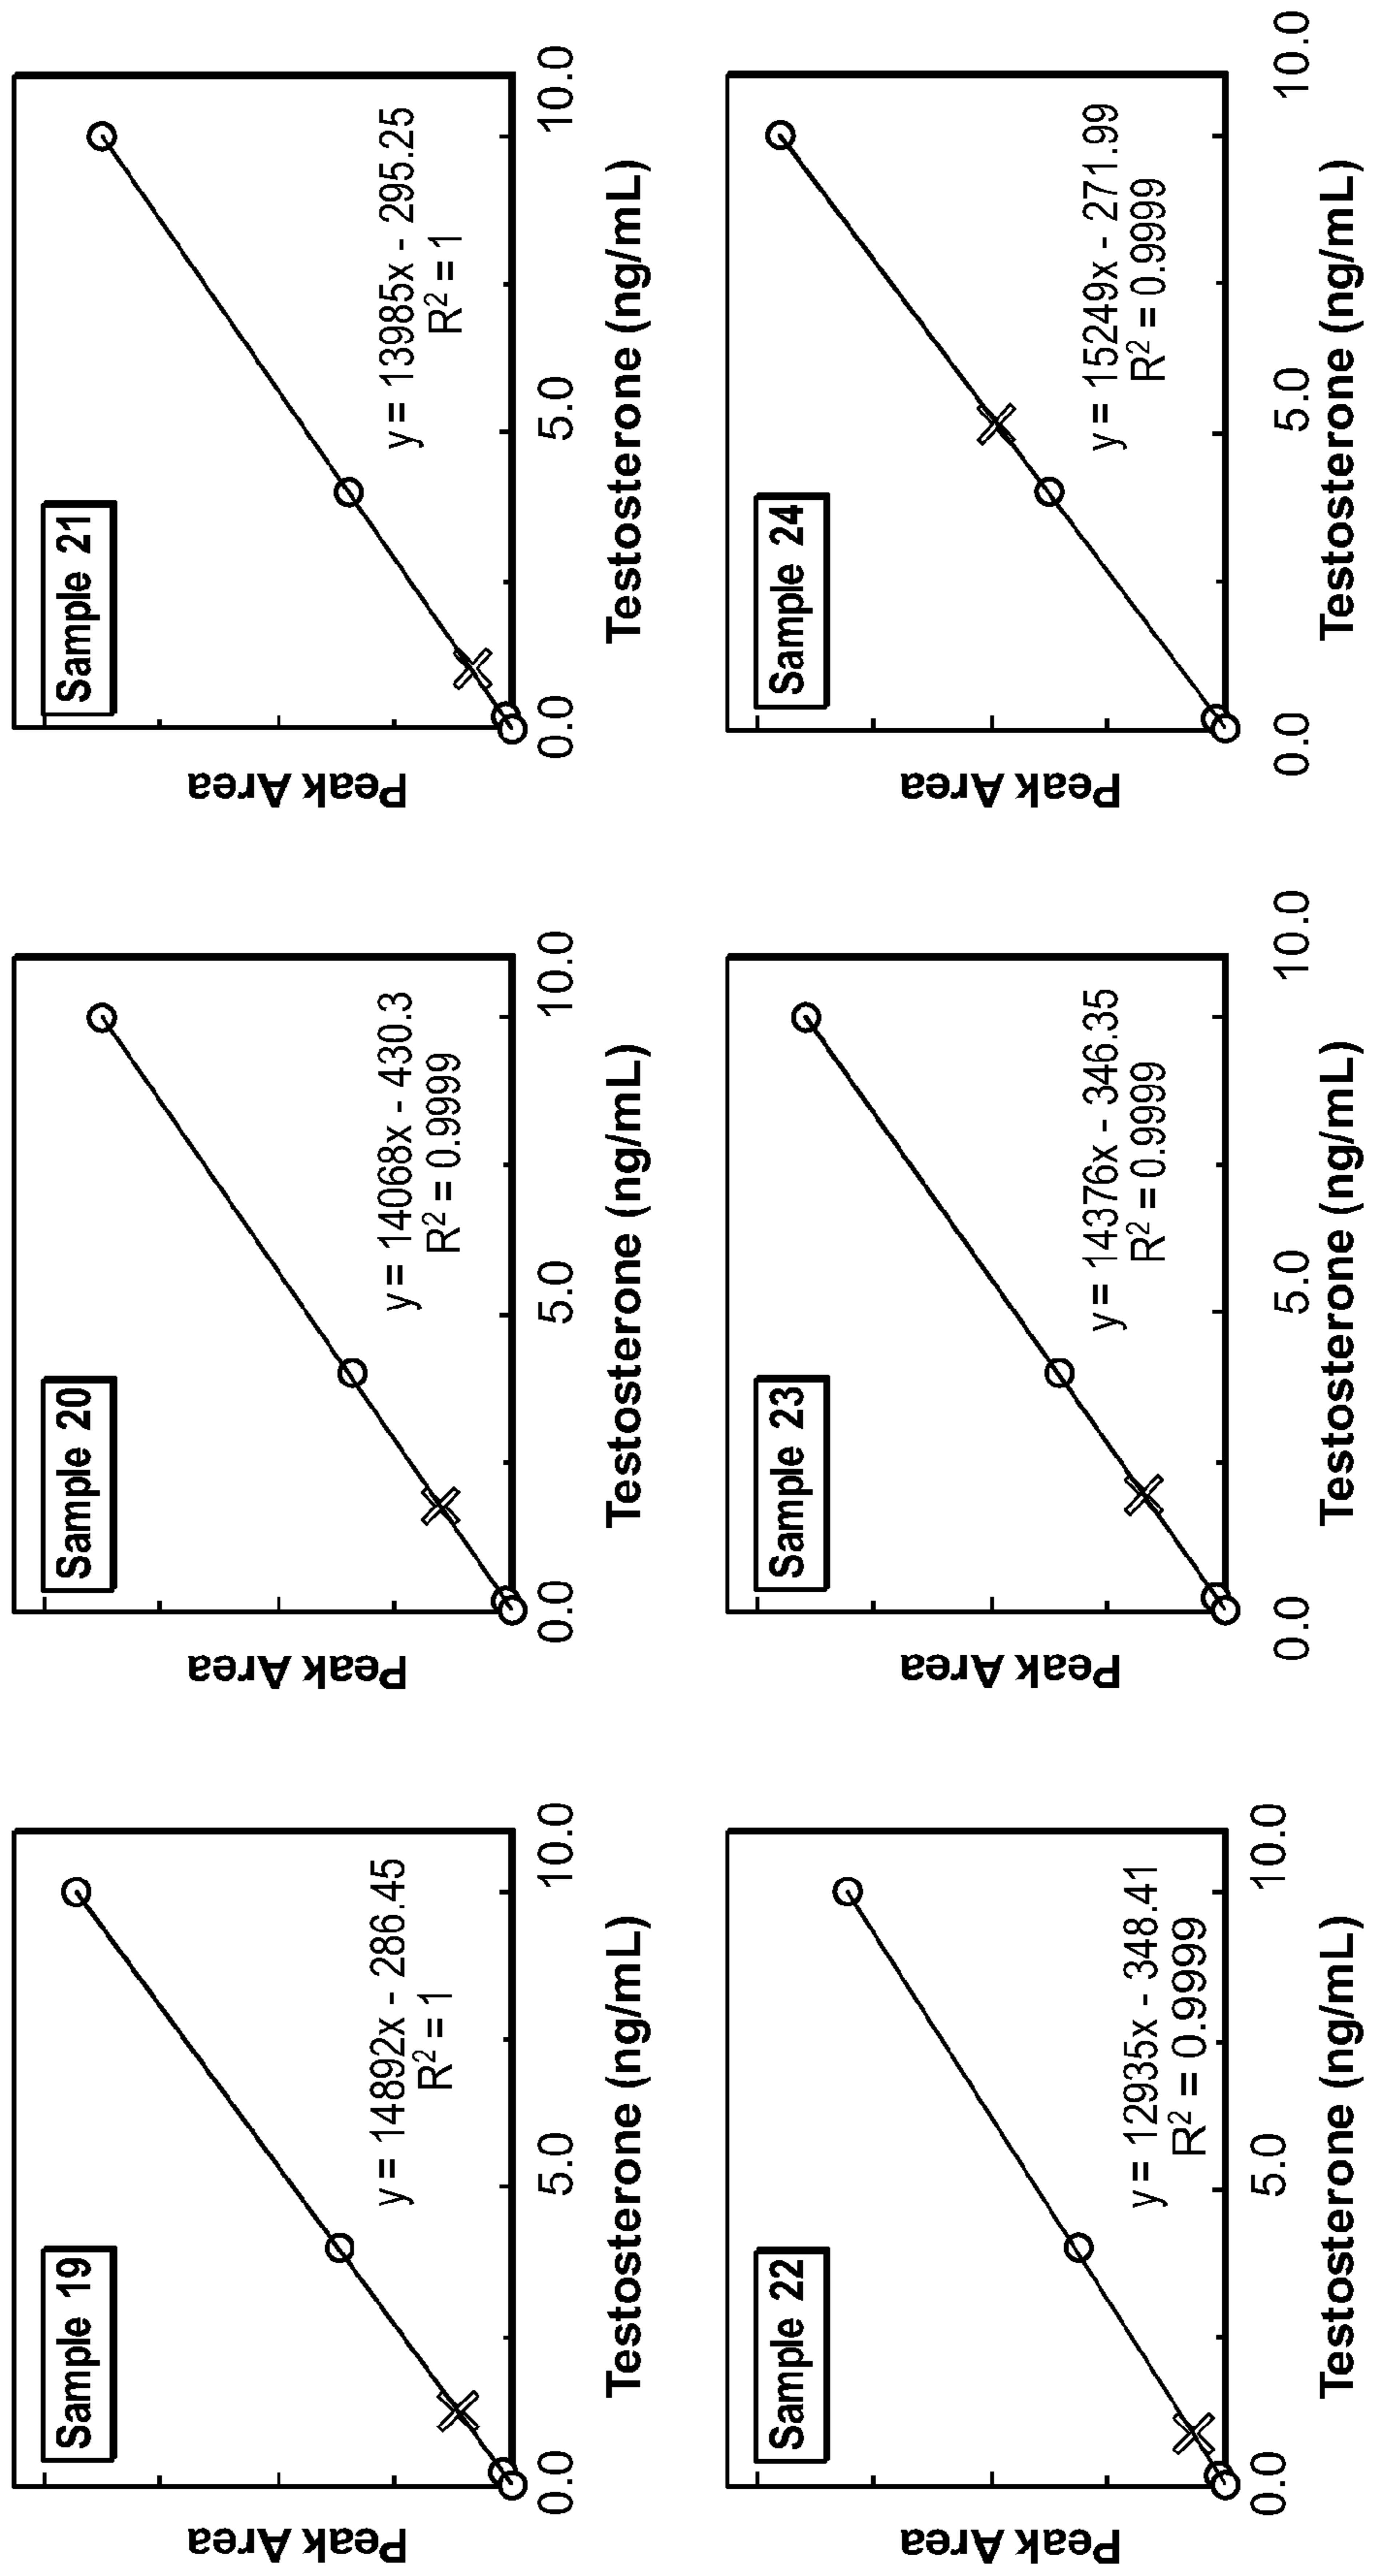 Sample 19
y = 14892x - 286.45
R² = 1
Peak Area
0.0
5.0
10.0
Testosterone (ng/mL)
Sample 20
y = 14068x - 430.3
R² = 0.9999
Peak Area
0.0
5.0
10.0
Testosterone (ng/mL)
Sample 21
y = 13985x - 295.25
R² = 1
Peak Area
0.0
5.0
10.0
Testosterone (ng/mL)
Sample 22
y = 12935x - 348.41
R² = 0.9999
Peak Area
0.0
5.0
10.0
Testosterone (ng/mL)
Sample 23
y = 14376x - 346.35
R² = 0.9999
Peak Area
0.0
5.0
10.0
Testosterone (ng/mL)
Sample 24
y = 15249x - 271.99
R² = 0.9999
Peak Area
0.0
5.0
10.0
Testosterone (ng/mL)